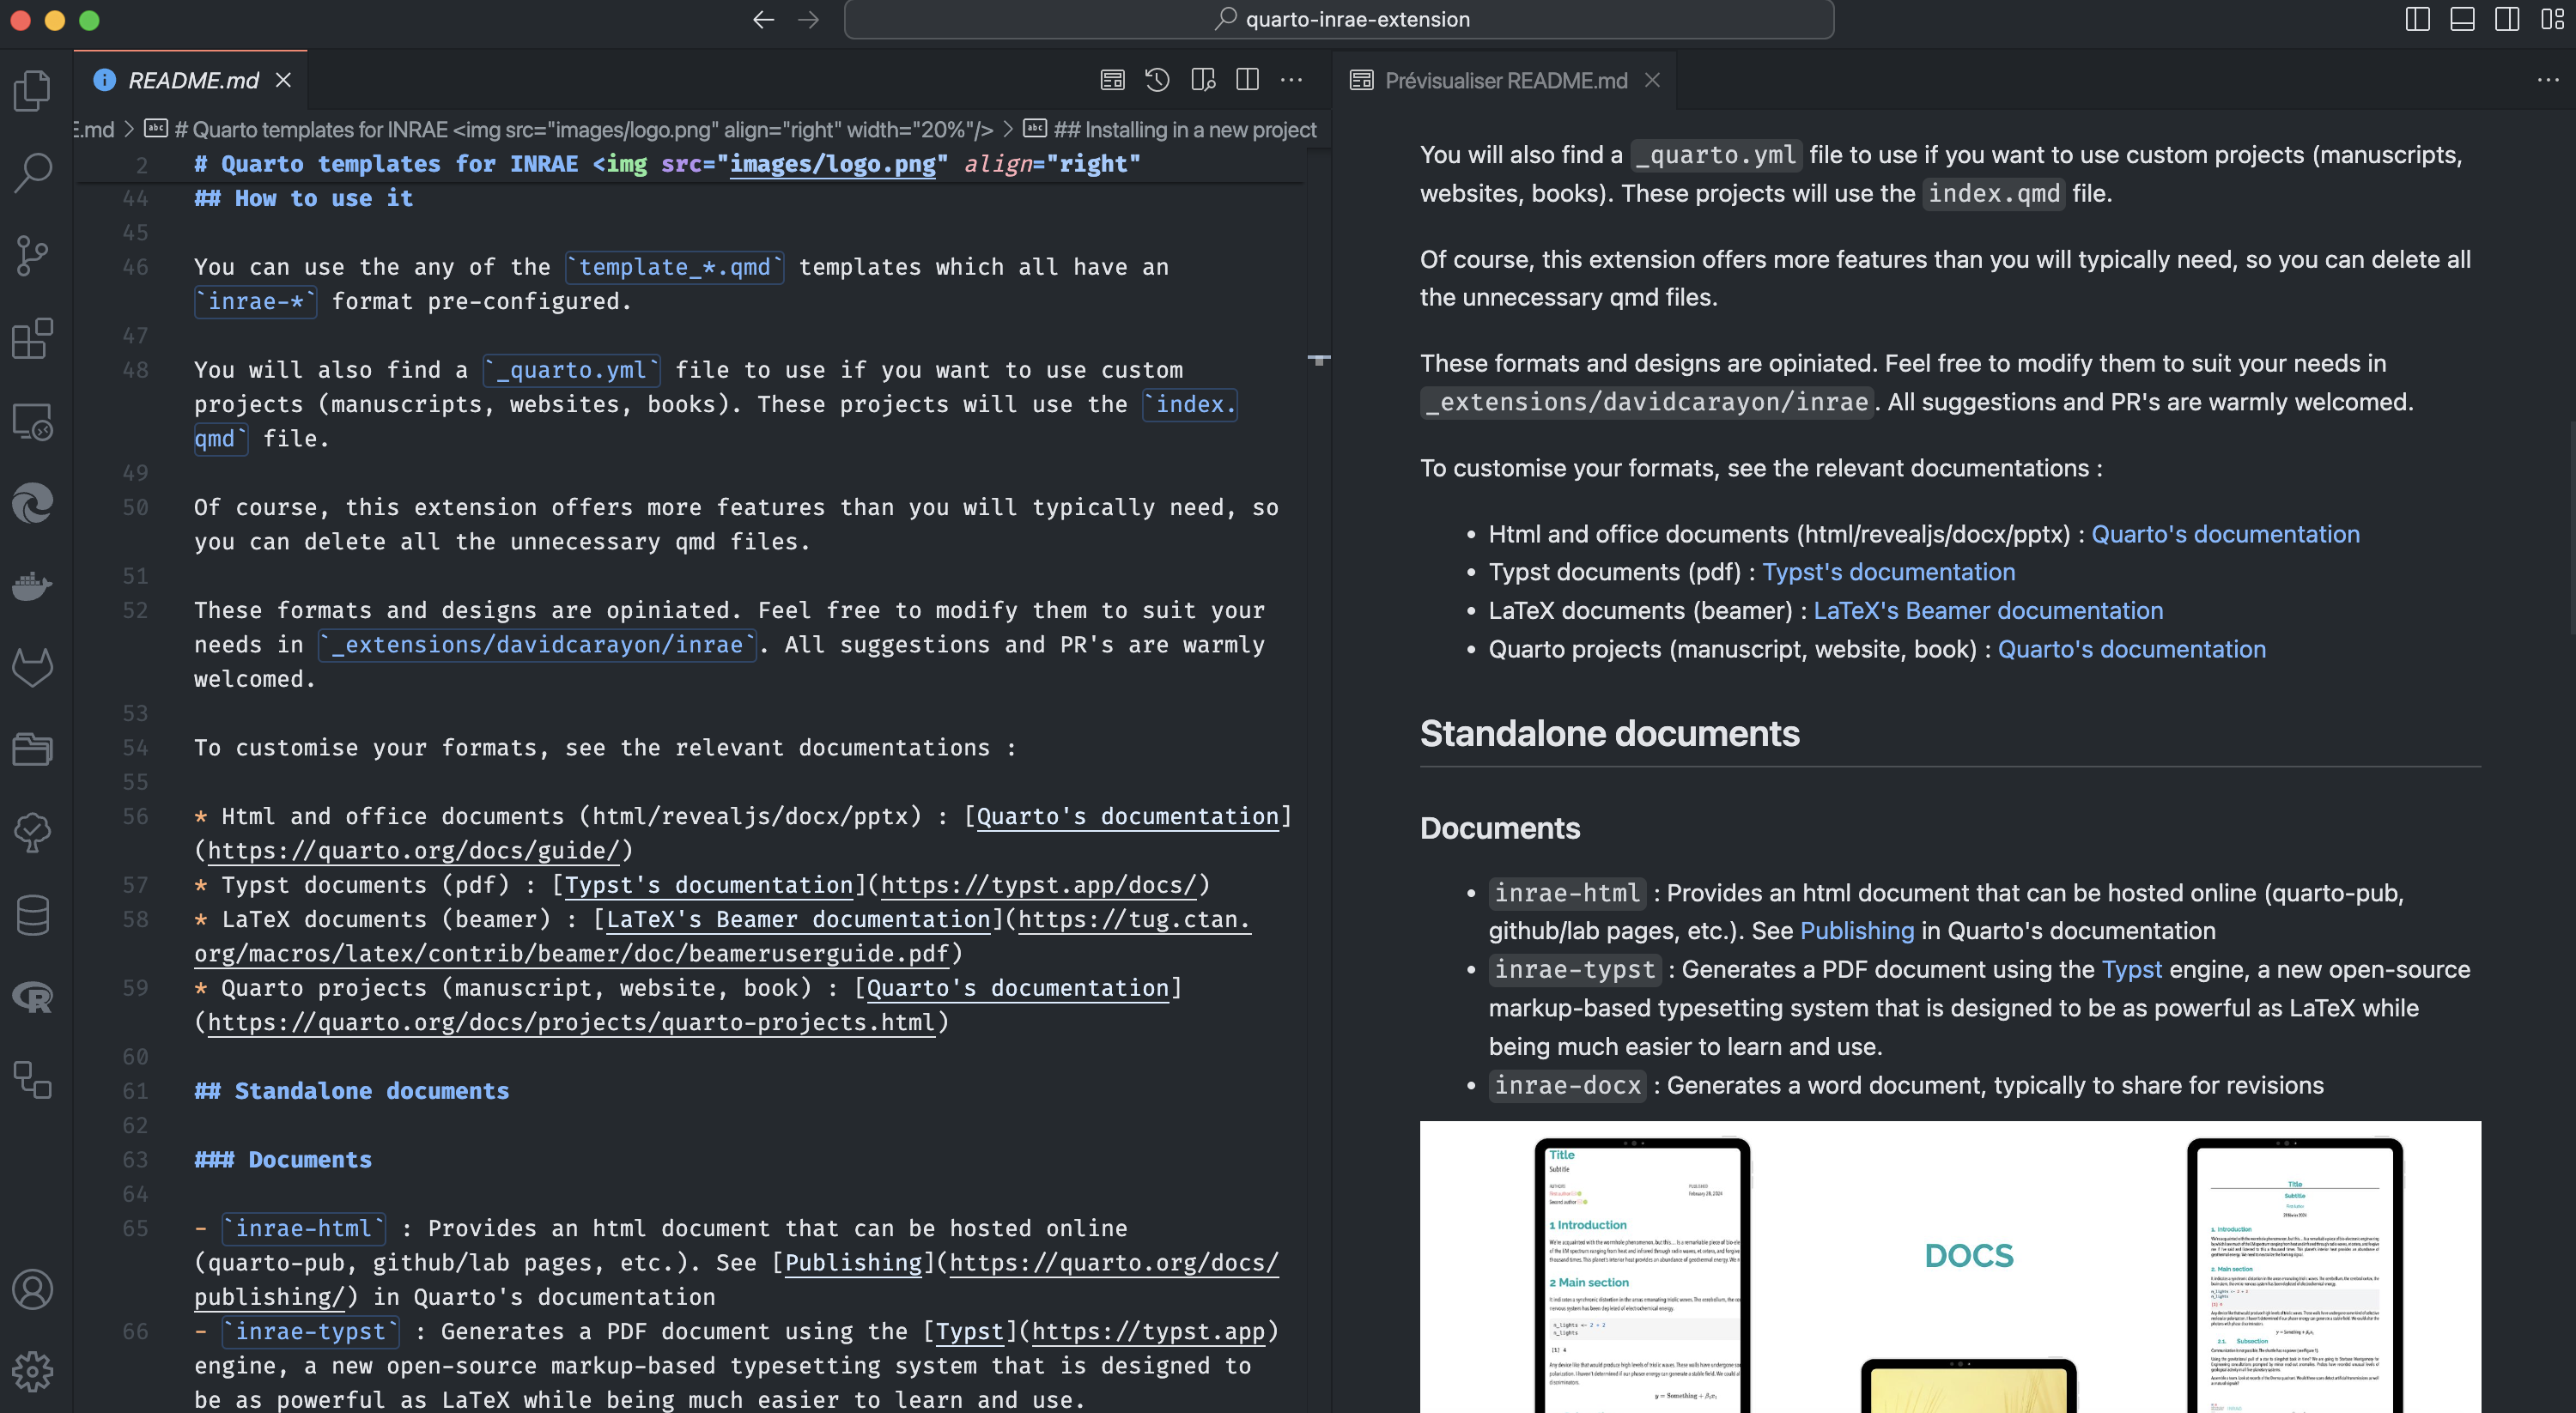 quarto-inrae-extension
README.md
Prévisualiser README.md
E.md > # Quarto templates for INRAE <img src="images/logo.png" align="right" width="20%"/> > ## Installing in a new project
2 # Quarto templates for INRAE <img src="images/logo.png" align="right"
44 ## How to use it
45
46 You can use the any of the `template_*.qmd` templates which all have an
`inrae-*` format pre-configured.
47
48 You will also find a `_quarto.yml` file to use if you want to use custom
projects (manuscripts, websites, books). These projects will use the `index.
qmd` file.
49
50 Of course, this extension offers more features than you will typically need, so
you can delete all the unnecessary qmd files.
51
52 These formats and designs are opiniated. Feel free to modify them to suit your
needs in `_extensions/davidcarayon/inrae`. All suggestions and PR's are warmly
welcomed.
53
54 To customise your formats, see the relevant documentations :
55
56 * Html and office documents (html/revealjs/docx/pptx) : [Quarto's documentation]
(https://quarto.org/docs/guide/)
57 * Typst documents (pdf) : [Typst's documentation](https://typst.app/docs/)
58 * LaTeX documents (beamer) : [LaTeX's Beamer documentation](https://tug.ctan.
org/macros/latex/contrib/beamer/doc/beameruserguide.pdf)
59 * Quarto projects (manuscript, website, book) : [Quarto's documentation]
(https://quarto.org/docs/projects/quarto-projects.html)
60
61 ## Standalone documents
62
63 ### Documents
64
65 - `inrae-html` : Provides an html document that can be hosted online
(quarto-pub, github/lab pages, etc.). See [Publishing](https://quarto.org/docs/
publishing/) in Quarto's documentation
66 - `inrae-typst` : Generates a PDF document using the [Typst](https://typst.app)
engine, a new open-source markup-based typesetting system that is designed to
be as powerful as LaTeX while being much easier to learn and use.
You will also find a _quarto.yml file to use if you want to use custom projects (manuscripts,
websites, books). These projects will use the index.qmd file.
Of course, this extension offers more features than you will typically need, so you can delete all
the unnecessary qmd files.
These formats and designs are opiniated. Feel free to modify them to suit your needs in
_extensions/davidcarayon/inrae. All suggestions and PR's are warmly welcomed.
To customise your formats, see the relevant documentations :
• Html and office documents (html/revealjs/docx/pptx) : Quarto's documentation
• Typst documents (pdf) : Typst's documentation
• LaTeX documents (beamer) : LaTeX's Beamer documentation
• Quarto projects (manuscript, website, book) : Quarto's documentation
Standalone documents
Documents
• inrae-html : Provides an html document that can be hosted online (quarto-pub,
github/lab pages, etc.). See Publishing in Quarto's documentation
• inrae-typst : Generates a PDF document using the Typst engine, a new open-source
markup-based typesetting system that is designed to be as powerful as LaTeX while
being much easier to learn and use.
• inrae-docx : Generates a word document, typically to share for revisions
Title
Subtitle
1 Introduction
2 Main section
n_lights <- 2 + 2
n_lights
[1] 4
DOCS
Title
Subtitle
1. Introduction
2. Main section
2.1. Subsection